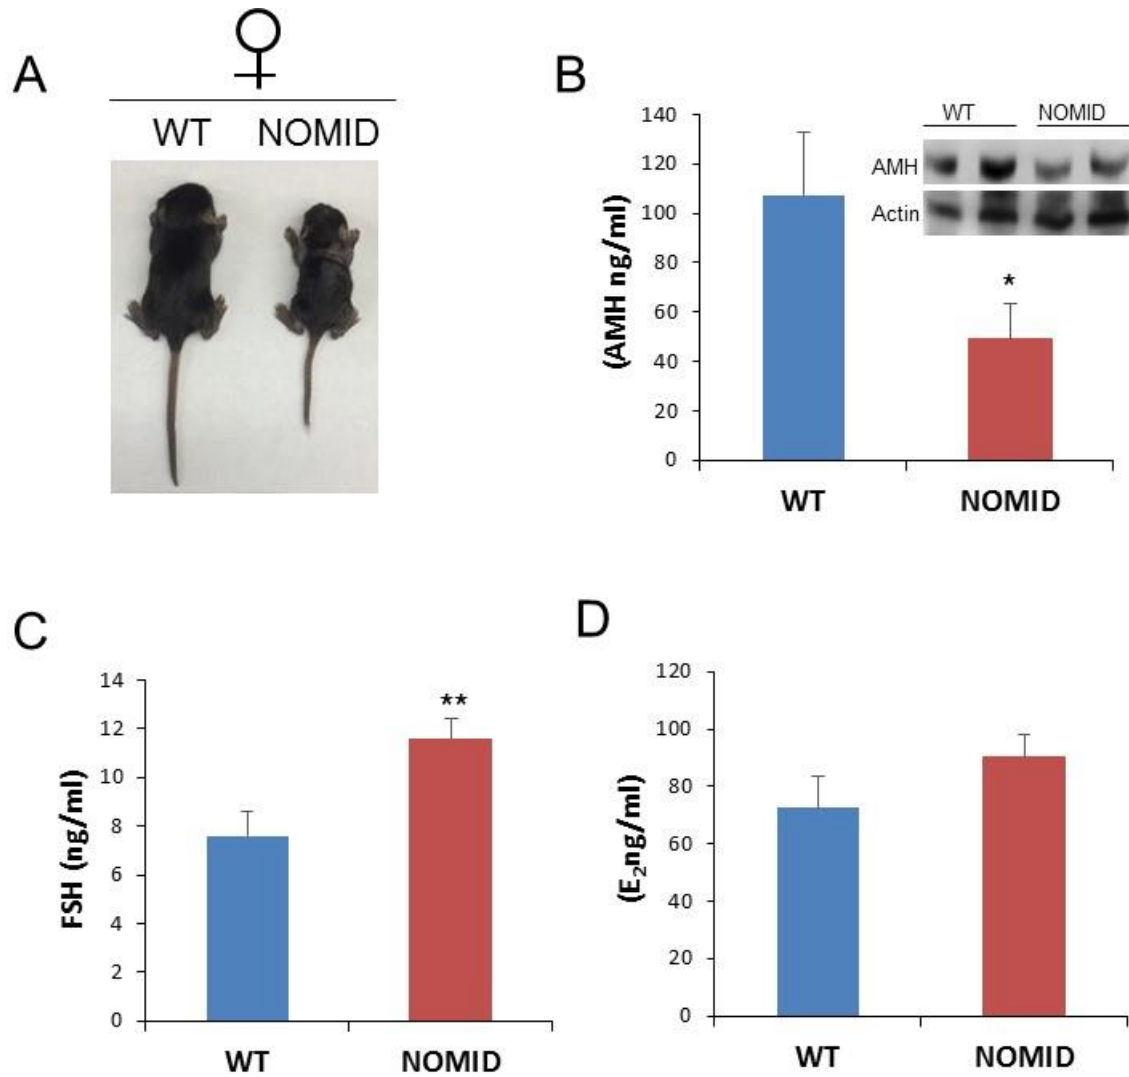 A
♀
WT NOMID
B
140
120
100
80
60
40
20
0
(AMH ng/ml)
WT NOMID
AMH
Actin
*
WT NOMID
C
14
12
10
8
6
4
2
0
FSH (ng/ml)
**
WT NOMID
D
120
100
80
60
40
20
0
(E₂ng/ml)
WT NOMID